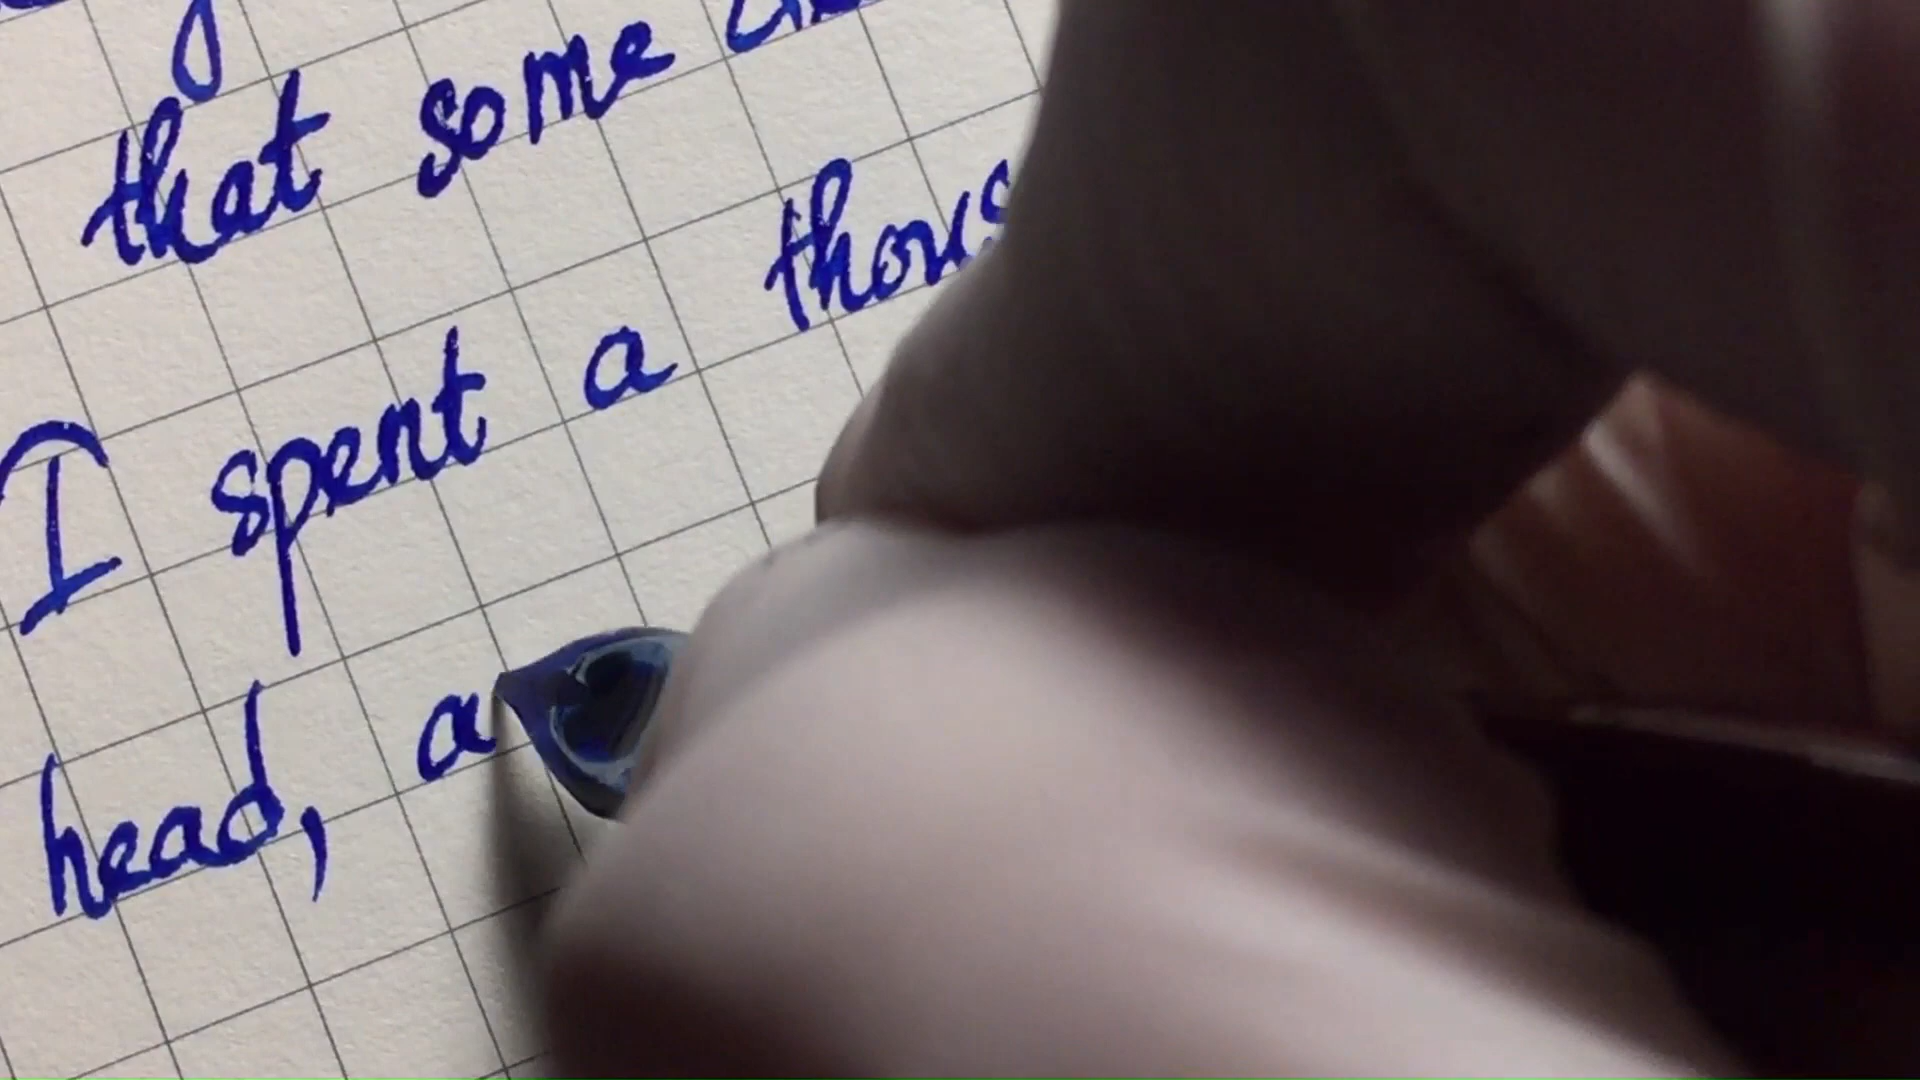 that some
I spent a
head, a